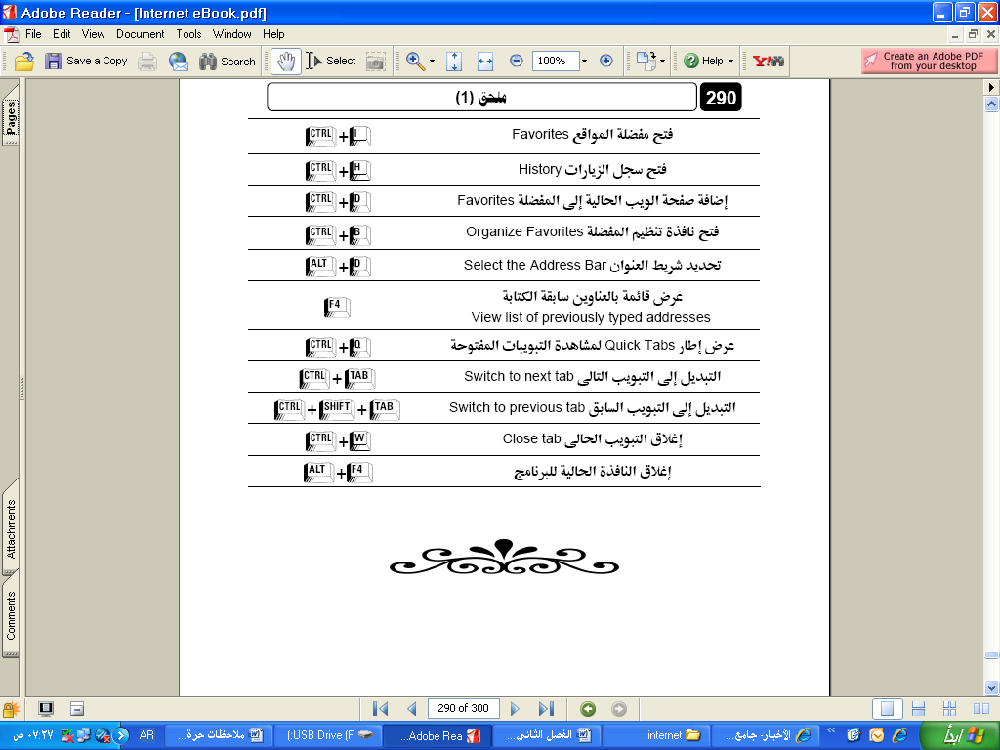 Adobe Reader - [Internet eBook.pdf]
File Edit View Document Tools Window Help
Save a Copy Search Select 100% Help Y! Create an Adobe PDF
from your desktop
Pages
Attachments
Comments
ملحق (1) 290
فتح مفضلة المواقع Favorites CTRL+I
فتح سجل الزيارات History CTRL+H
إضافة صفحة الويب الحالية إلى المفضلة Favorites CTRL+D
فتح نافذة تنظيم المفضلة Organize Favorites CTRL+B
تحديد شريط العنوان Select the Address Bar ALT+D
عرض قائمة بالعناوين سابقة الكتابة F4
View list of previously typed addresses
عرض إطار Quick Tabs لمشاهدة التبويبات المفتوحة CTRL+Q
التبديل إلى التبويب التالى Switch to next tab CTRL+TAB
التبديل إلى التبويب السابق Switch to previous tab CTRL+SHIFT+TAB
إغلاق التبويب الحالى Close tab CTRL+W
إغلاق النافذة الحالية للبرنامج ALT+F4
290 of 300
ابدأ
الأخبار- جامع...
internet
الفصل الثاني...
Adobe Rea...
USB Drive (F:)
ملاحظات حرة...
AR
٠٧:٢٧ ص